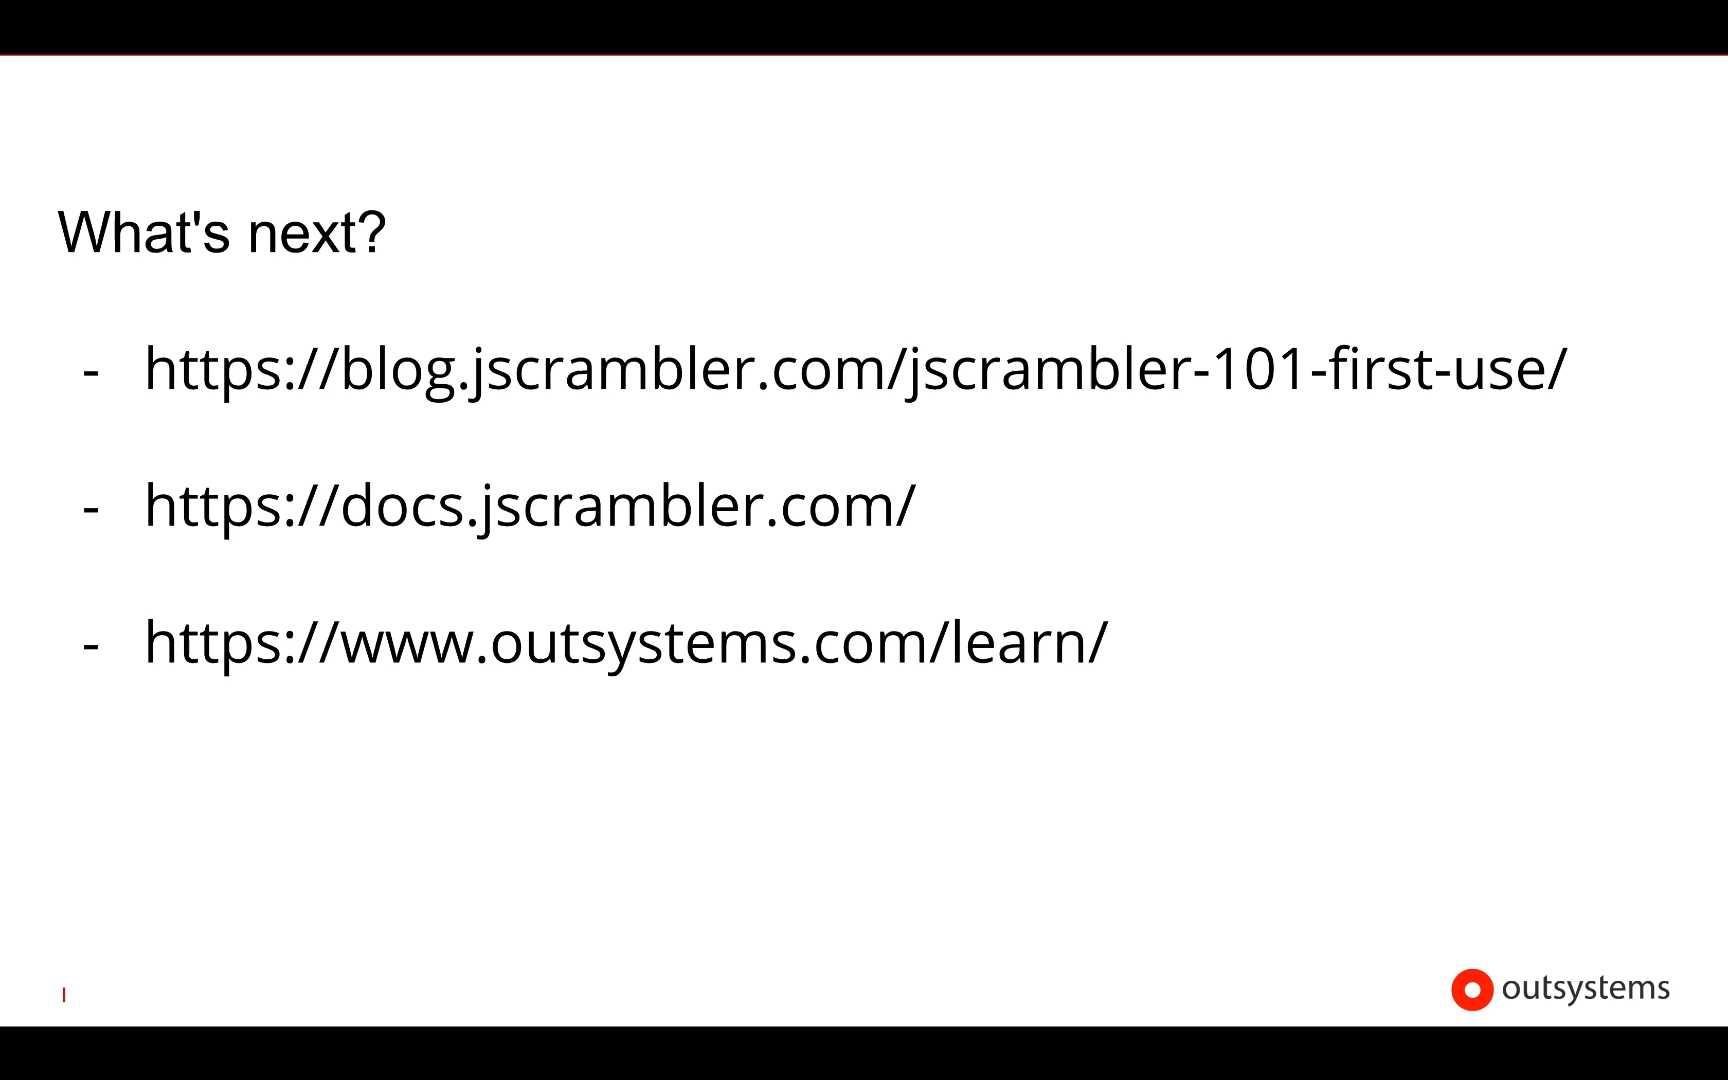 What's next?
- https://blog.jscrambler.com/jscrambler-101-first-use/
- https://docs.jscrambler.com/
- https://www.outsystems.com/learn/
|
outsystems